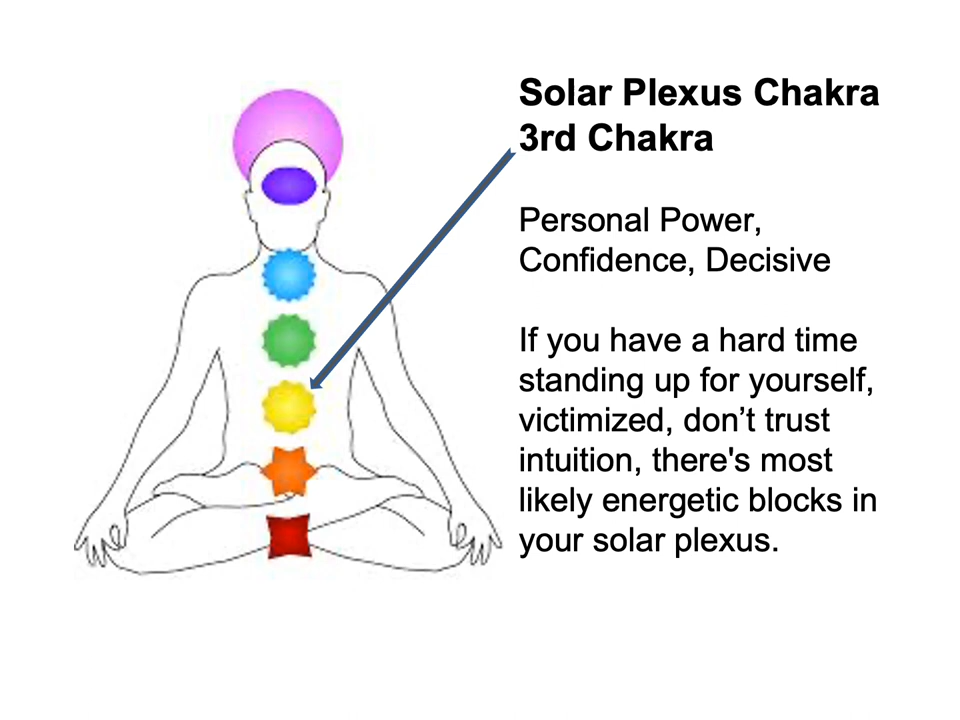 Solar Plexus Chakra
3rd Chakra
Personal Power,
Confidence, Decisive
If you have a hard time
standing up for yourself,
victimized, don’t trust
intuition, there's most
likely energetic blocks in
your solar plexus.